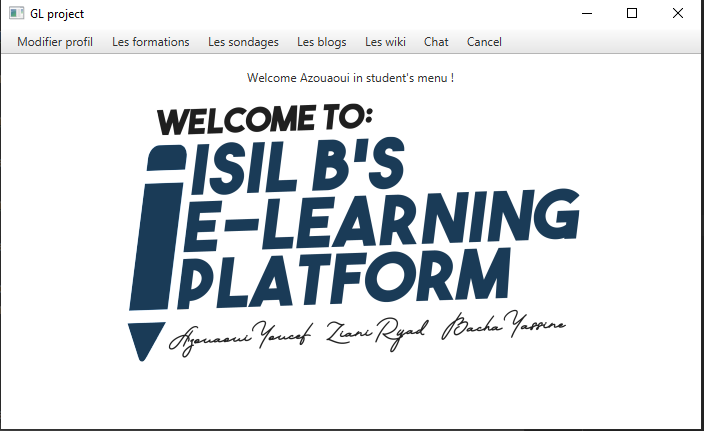 GL project
Modifier profil Les formations Les sondages Les blogs Les wiki Chat Cancel
Welcome Azouaoui in student's menu !
WELCOME TO:
ISIL B'S
E-LEARNING
PLATFORM
Azouaoui Youcef Ziani Ryad Bacha Yassine